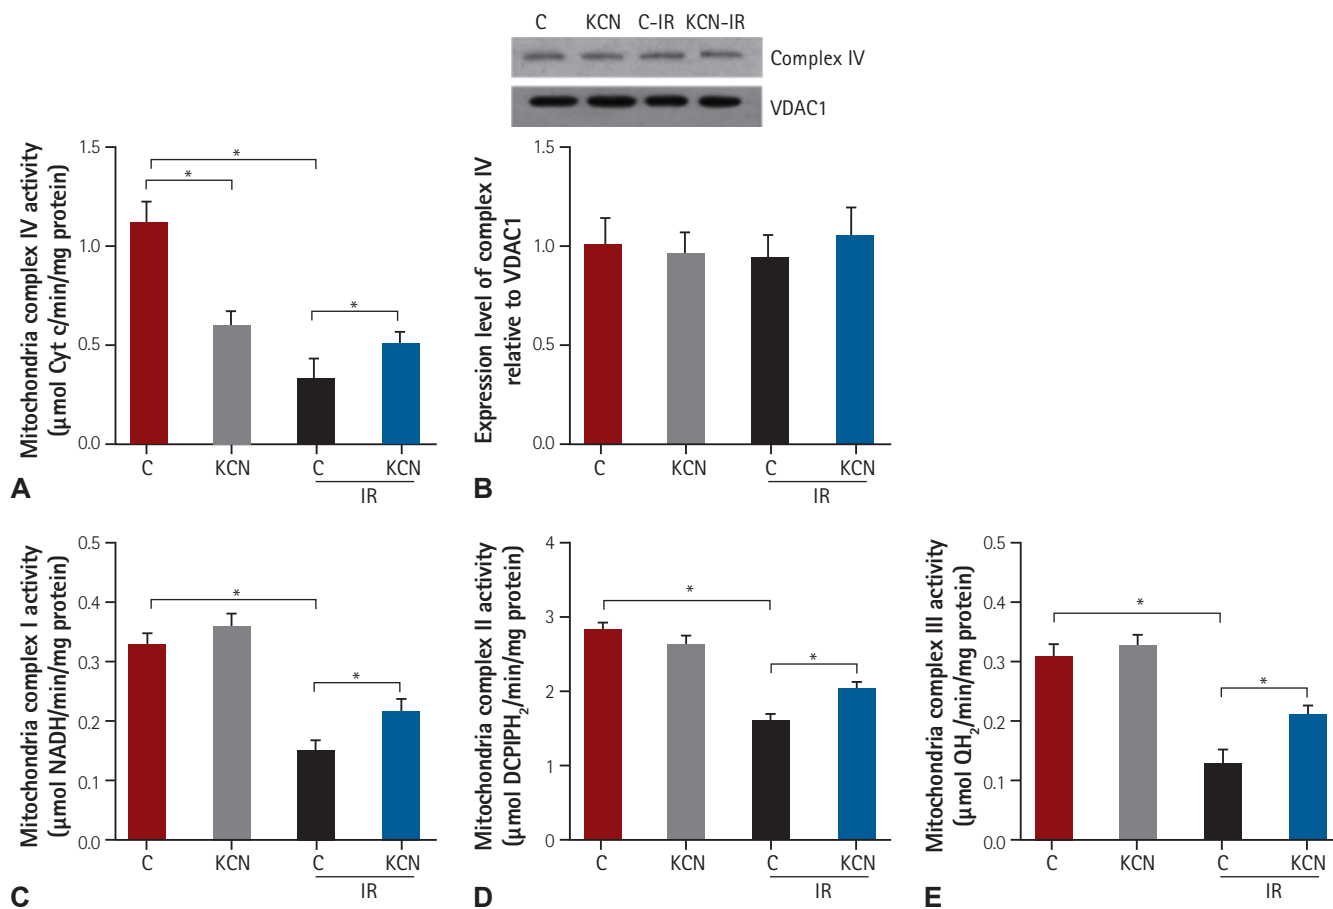 C KCN C-IR KCN-IR
Complex IV
VDAC1
Mitochondria complex IV activity
(µmol Cyt c/min/mg protein)
1.5
1.0
0.5
0.0
*
*
*
C KCN C KCN
IR
A
Expression level of complex IV
relative to VDAC1
1.5
1.0
0.5
0.0
C KCN C KCN
IR
B
Mitochondria complex I activity
(µmol NADH/min/mg protein)
0.5
0.4
0.3
0.2
0.1
0.0
*
*
C KCN C KCN
IR
C
Mitochondria complex II activity
(µmol DCPIPH₂/min/mg protein)
4
3
2
1
0
*
*
C KCN C KCN
IR
D
Mitochondria complex III activity
(µmol QH₂/min/mg protein)
0.5
0.4
0.3
0.2
0.1
0.0
*
*
C KCN C KCN
IR
E